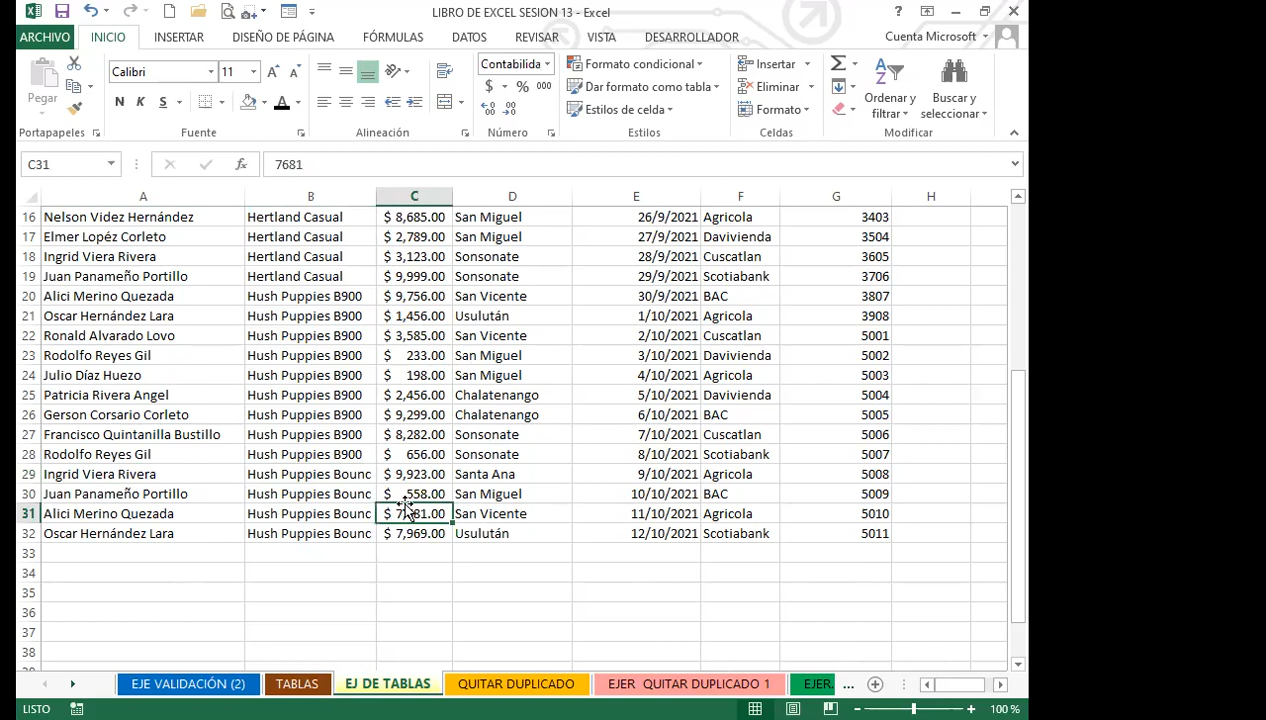 LIBRO DE EXCEL SESION 13 - Excel
?
ARCHIVO INICIO INSERTAR DISEÑO DE PÁGINA FÓRMULAS DATOS REVISAR VISTA DESARROLLADOR Cuenta Microsoft
Pegar
Calibri 11
Contabilida
N K S
$ % 000
Formato condicional
Dar formato como tabla
Estilos de celda
Insertar
Eliminar
Formato
Ordenar y filtrar
Buscar y seleccionar
Portapapeles Fuente Alineación Número Estilos Celdas Modificar
C31 fx 7681
A B C D E F G H
16 Nelson Videz Hernández Hertland Casual $ 8,685.00 San Miguel 26/9/2021 Agricola 3403
17 Elmer Lopéz Corleto Hertland Casual $ 2,789.00 San Miguel 27/9/2021 Davivienda 3504
18 Ingrid Viera Rivera Hertland Casual $ 3,123.00 Sonsonate 28/9/2021 Cuscatlan 3605
19 Juan Panameño Portillo Hertland Casual $ 9,999.00 Sonsonate 29/9/2021 Scotiabank 3706
20 Alici Merino Quezada Hush Puppies B900 $ 9,756.00 San Vicente 30/9/2021 BAC 3807
21 Oscar Hernández Lara Hush Puppies B900 $ 1,456.00 Usulután 1/10/2021 Agricola 3908
22 Ronald Alvarado Lovo Hush Puppies B900 $ 3,585.00 San Vicente 2/10/2021 Cuscatlan 5001
23 Rodolfo Reyes Gil Hush Puppies B900 $ 233.00 San Miguel 3/10/2021 Davivienda 5002
24 Julio Díaz Huezo Hush Puppies B900 $ 198.00 San Miguel 4/10/2021 Agricola 5003
25 Patricia Rivera Angel Hush Puppies B900 $ 2,456.00 Chalatenango 5/10/2021 Davivienda 5004
26 Gerson Corsario Corleto Hush Puppies B900 $ 9,299.00 Chalatenango 6/10/2021 BAC 5005
27 Francisco Quintanilla Bustillo Hush Puppies B900 $ 8,282.00 Sonsonate 7/10/2021 Cuscatlan 5006
28 Rodolfo Reyes Gil Hush Puppies B900 $ 656.00 Sonsonate 8/10/2021 Scotiabank 5007
29 Ingrid Viera Rivera Hush Puppies Bounc $ 9,923.00 Santa Ana 9/10/2021 Agricola 5008
30 Juan Panameño Portillo Hush Puppies Bounc $ 558.00 San Miguel 10/10/2021 BAC 5009
31 Alici Merino Quezada Hush Puppies Bounc $ 7,681.00 San Vicente 11/10/2021 Agricola 5010
32 Oscar Hernández Lara Hush Puppies Bounc $ 7,969.00 Usulután 12/10/2021 Scotiabank 5011
33
34
35
36
37
38
EJE VALIDACIÓN (2) TABLAS EJ DE TABLAS QUITAR DUPLICADO EJER QUITAR DUPLICADO 1 EJER. ...
LISTO 100 %